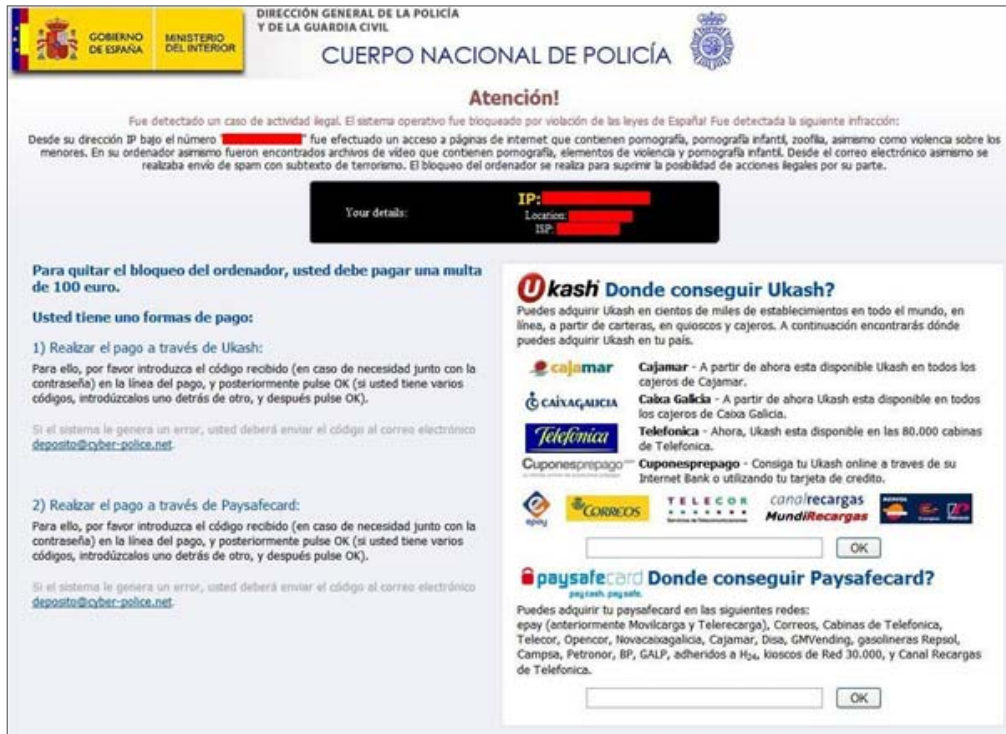 GOBIERNO
DE ESPAÑA
MINISTERIO
DEL INTERIOR
DIRECCIÓN GENERAL DE LA POLICÍA
Y DE LA GUARDIA CIVIL
CUERPO NACIONAL DE POLICÍA
Atención!
Fue detectado un caso de actividad ilegal. El sistema operativo fue bloqueado por violación de las leyes de España! Fue detectada la siguiente infracción:
Desde su dirección IP bajo el número " " fue efectuado un acceso a páginas de internet que contienen pornografía, pornografía infantil, zoofilia, asimismo como violencia sobre los
menores. En su ordenador asmismo fueron encontrados archivos de vídeo que contienen pornografía, elementos de violencia y pornografía infantil. Desde el correo electrónico asimismo se
realizaba envío de spam con subtexto de terrorismo. El bloqueo del ordenador se realiza para suprimir la posibilidad de acciones ilegales por su parte.
Your details:
IP:
Location:
ISP:
Para quitar el bloqueo del ordenador, usted debe pagar una multa
de 100 euro.
Usted tiene uno formas de pago:
1) Realizar el pago a través de Ukash:
Para ello, por favor introduzca el código recibido (en caso de necesidad junto con la
contraseña) en la línea del pago, y posteriormente pulse OK (si usted tiene varios
códigos, introdúzcalos uno detrás de otro, y después pulse OK).
Si el sistema le genera un error, usted deberá enviar el código al correo electrónico
deposito@cyber-police.net.
2) Realizar el pago a través de Paysafecard:
Para ello, por favor introduzca el código recibido (en caso de necesidad junto con la
contraseña) en la línea del pago, y posteriormente pulse OK (si usted tiene varios
códigos, introdúzcalos uno detrás de otro, y después pulse OK).
Si el sistema le genera un error, usted deberá enviar el código al correo electrónico
deposito@cyber-police.net.
Ukash Donde conseguir Ukash?
Puedes adquirir Ukash en cientos de miles de establecimientos en todo el mundo, en
línea, a partir de carteras, en quioscos y cajeros. A continuación encontrarás dónde
puedes adquirir Ukash en tu país.
cajamar
Cajamar - A partir de ahora esta disponible Ukash en todos los
cajeros de Cajamar.
CAIXAGALICIA
Caixa Galicia - A partir de ahora Ukash esta disponible en todos
los cajeros de Caixa Galicia.
Telefónica
Telefonica - Ahora, Ukash esta disponible en las 80.000 cabinas
de Telefonica.
Cuponesprepago
Cuponesprepago - Consiga tu Ukash online a traves de su
Internet Bank o utilizando tu tarjeta de credito.
epay
CORREOS
TELECOR
Servicios de Telecomunicaciones
canalrecargas
MundiRecargas
OK
paysafecard Donde conseguir Paysafecard?
pay cash. pay safe.
Puedes adquirir tu paysafecard en las siguientes redes:
epay (anteriormente Movilcarga y Telerecarga), Correos, Cabinas de Telefonica,
Telecor, Opencor, Novacaixagalicia, Cajamar, Disa, GMVending, gasolineras Repsol,
Campsa, Petronor, BP, GALP, adheridos a H24, kioscos de Red 30.000, y Canal Recargas
de Telefonica.
OK